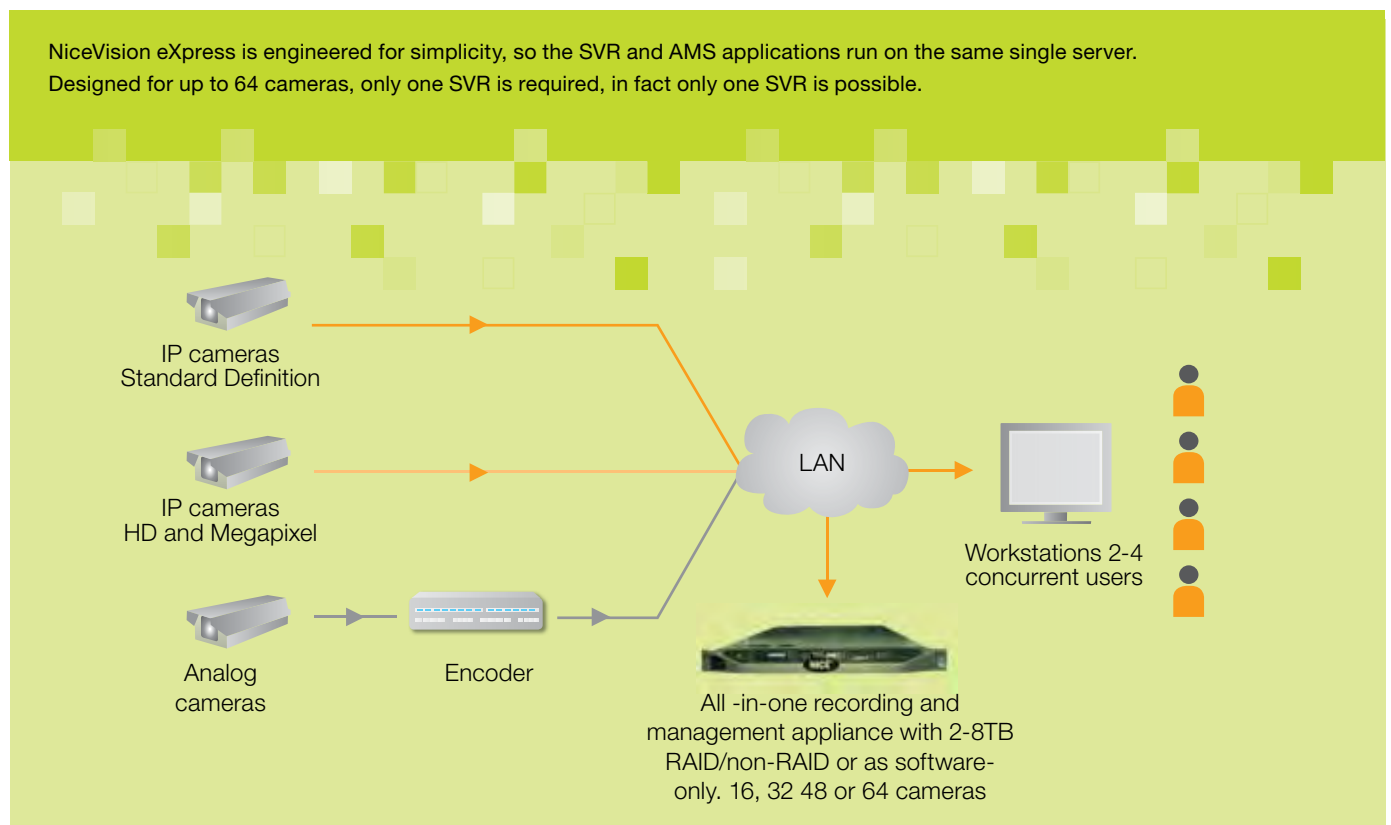 NiceVision eXpress is engineered for simplicity, so the SVR and AMS applications run on the same single server.
Designed for up to 64 cameras, only one SVR is required, in fact only one SVR is possible.
IP cameras
Standard Definition
IP cameras
HD and Megapixel
Analog
cameras
Encoder
LAN
Workstations 2-4
concurrent users
NICE
All -in-one recording and
management appliance with 2-8TB
RAID/non-RAID or as software-
only. 16, 32 48 or 64 cameras